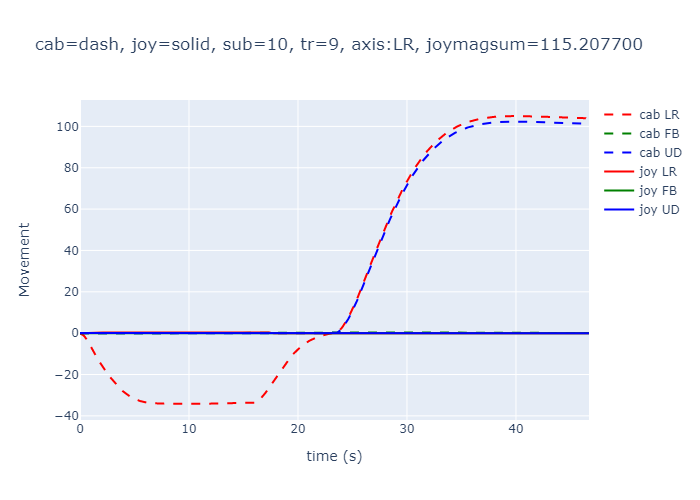 cab=dash, joy=solid, sub=10, tr=9, axis:LR, joymagsum=115.207700
cab LR
cab FB
cab UD
joy LR
joy FB
joy UD
Movement
100
80
60
40
20
0
−20
−40
0
10
20
30
40
time (s)